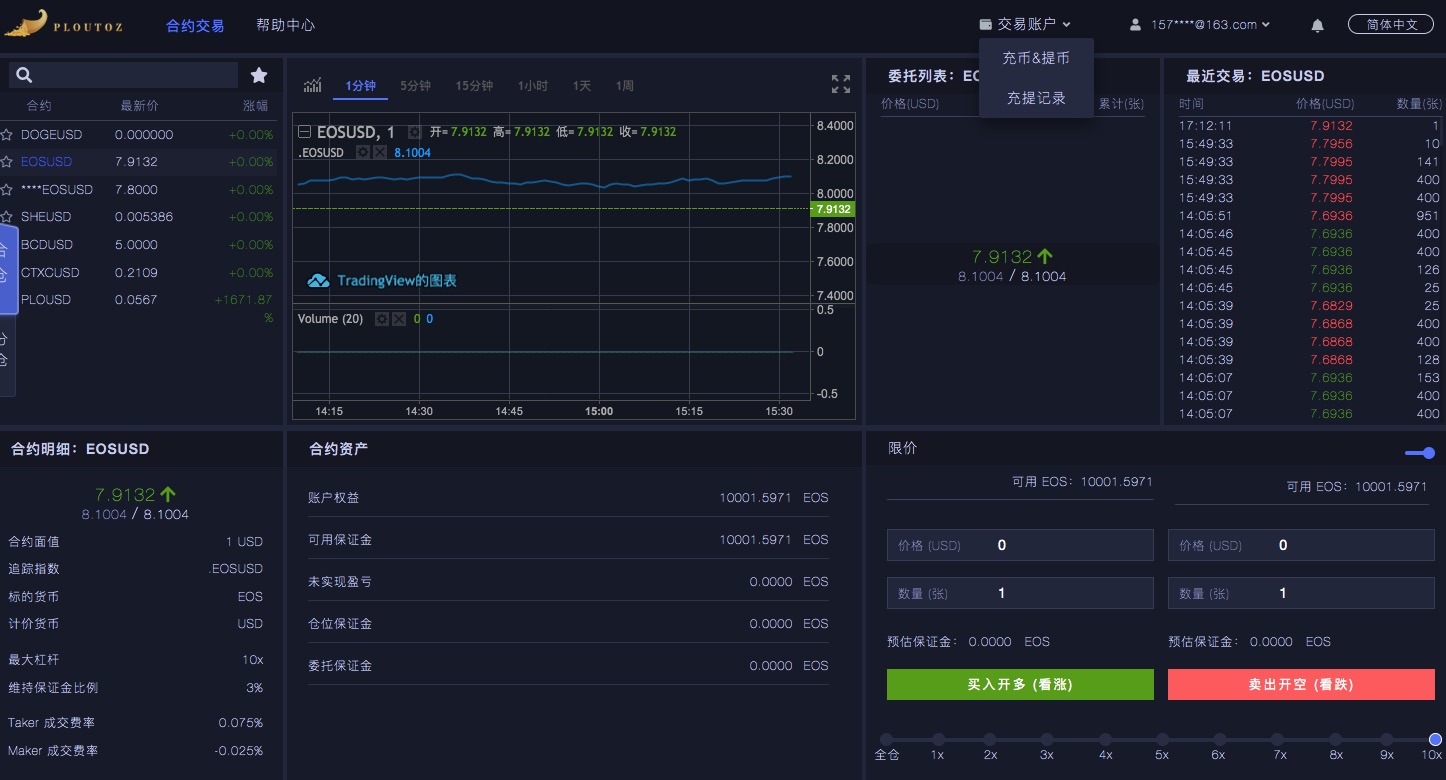 PLOUTOZ 合约交易 帮助中心 交易账户 157****@163.com 简体中文
充币&提币
充提记录
合约 最新价 涨幅
DOGEUSD 0.000000 +0.00%
EOSUSD 7.9132 +0.00%
****EOSUSD 7.8000 +0.00%
SHEUSD 0.005386 +0.00%
BCDUSD 5.0000 +0.00%
CTXCUSD 0.2109 +0.00%
PLOUSD 0.0567 +1671.87
%
合
仓
分
仓
1分钟 5分钟 15分钟 1小时 1天 1周
EOSUSD, 1 开=7.9132 高=7.9132 低=7.9132 收=7.9132
.EOSUSD 8.1004
8.4000
8.2000
8.0000
7.9132
7.8000
7.6000
7.4000
TradingView的图表
Volume (20) 0 0
0.5
0
-0.5
14:15 14:30 14:45 15:00 15:15 15:30
委托列表：EO
价格(USD) 累计(张)
7.9132
8.1004 / 8.1004
最近交易：EOSUSD
时间 价格(USD) 数量(张)
17:12:11 7.9132 1
15:49:33 7.7956 10
15:49:33 7.7995 141
15:49:33 7.7995 400
15:49:33 7.7995 400
14:05:51 7.6936 951
14:05:46 7.6936 400
14:05:45 7.6936 400
14:05:45 7.6936 126
14:05:45 7.6936 25
14:05:39 7.6829 25
14:05:39 7.6868 400
14:05:39 7.6868 400
14:05:39 7.6868 128
14:05:07 7.6936 153
14:05:07 7.6936 400
14:05:07 7.6936 400
合约明细：EOSUSD
7.9132
8.1004 / 8.1004
合约面值 1 USD
追踪指数 .EOSUSD
标的货币 EOS
计价货币 USD
最大杠杆 10x
维持保证金比例 3%
Taker 成交费率 0.075%
Maker 成交费率 -0.025%
合约资产
账户权益 10001.5971 EOS
可用保证金 10001.5971 EOS
未实现盈亏 0.0000 EOS
仓位保证金 0.0000 EOS
委托保证金 0.0000 EOS
限价
可用 EOS：10001.5971 可用 EOS：10001.5971
价格 (USD) 0 价格 (USD) 0
数量 (张) 1 数量 (张) 1
预估保证金： 0.0000 EOS 预估保证金： 0.0000 EOS
买入开多 (看涨) 卖出开空 (看跌)
全仓 1x 2x 3x 4x 5x 6x 7x 8x 9x 10x